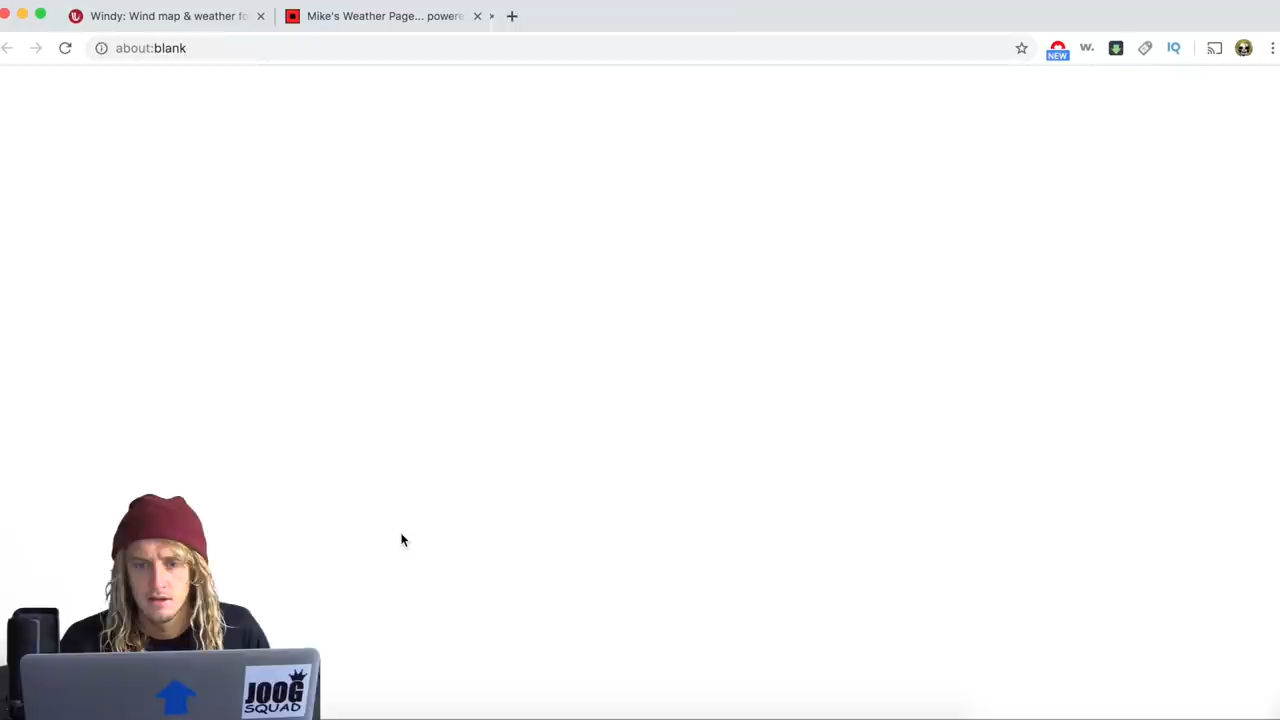 Windy: Wind map & weather fo
Mike's Weather Page... powere
about:blank
NEW
w.
IQ
JOOG
SQUAD